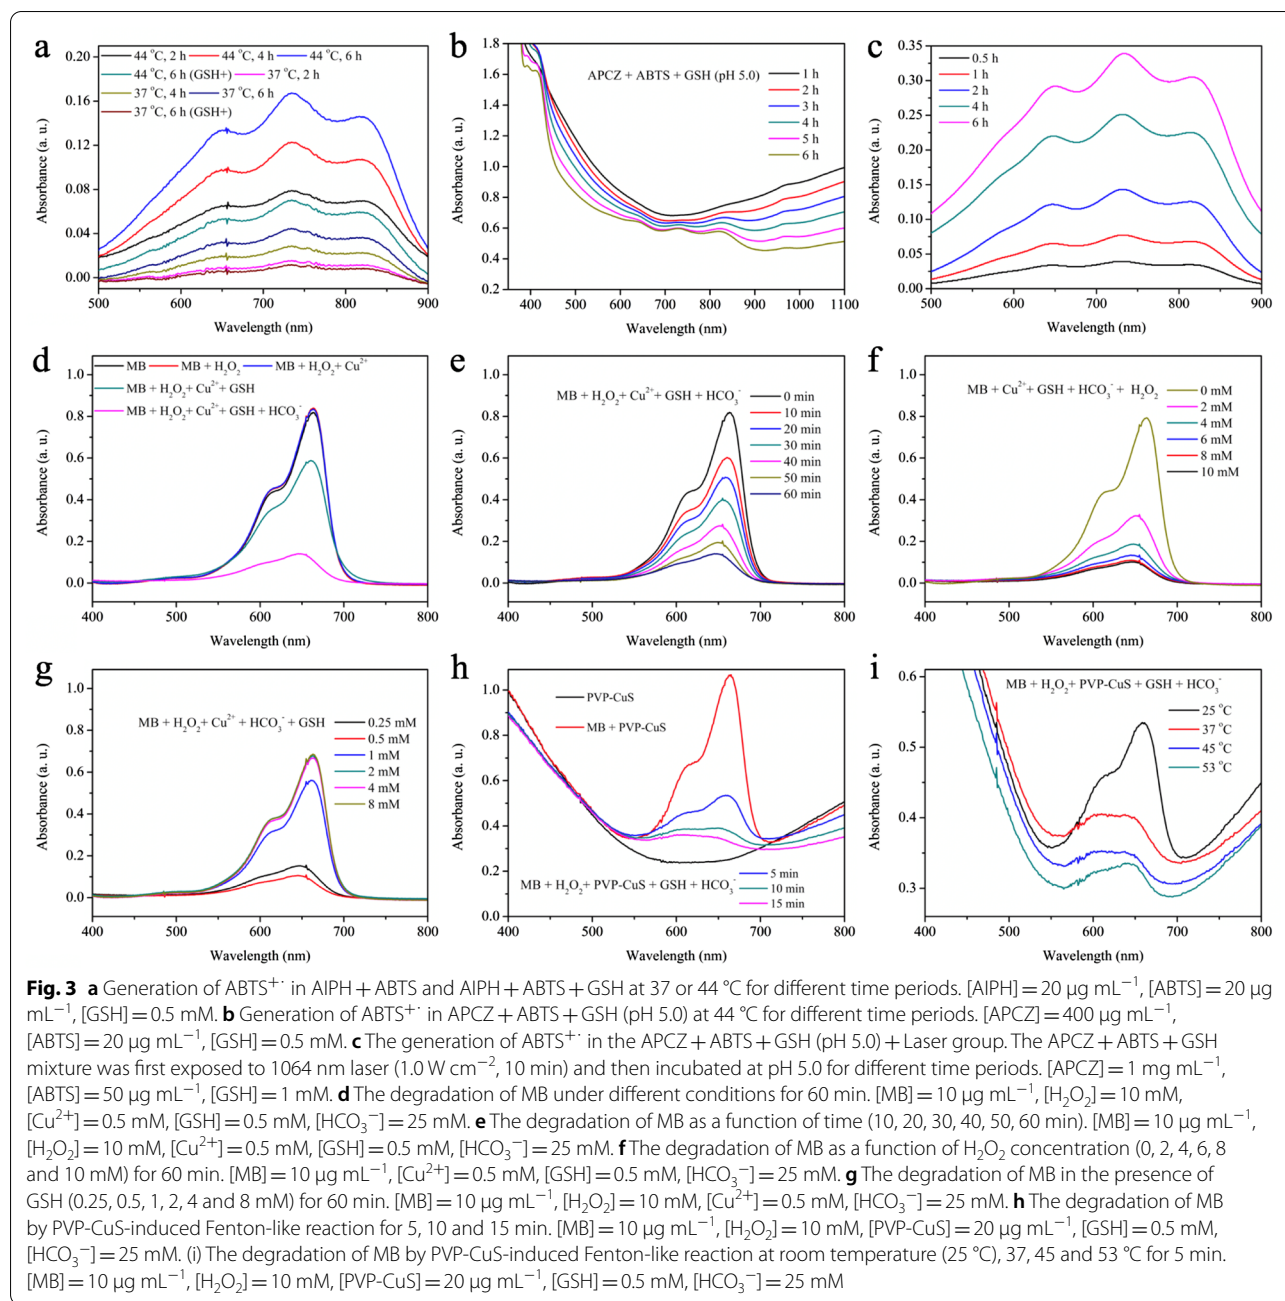 a
44 °C, 2 h 44 °C, 4 h 44 °C, 6 h
44 °C, 6 h (GSH+) 37 °C, 2 h
37 °C, 4 h 37 °C, 6 h
37 °C, 6 h (GSH+)
0.20
0.16
0.12
0.08
0.04
0.00
500 600 700 800 900
Wavelength (nm)
Absorbance (a. u.)
b
APCZ + ABTS + GSH (pH 5.0)
1 h
2 h
3 h
4 h
5 h
6 h
1.8
1.6
1.4
1.2
1.0
0.8
0.6
0.4
0.2
400 500 600 700 800 900 1000 1100
Wavelength (nm)
Absorbance (a. u.)
c
0.5 h
1 h
2 h
4 h
6 h
0.35
0.30
0.25
0.20
0.15
0.10
0.05
0.00
500 600 700 800 900
Wavelength (nm)
Absorbance (a. u.)
d
MB MB + H₂O₂ MB + H₂O₂+ Cu²⁺
MB + H₂O₂+ Cu²⁺+ GSH
MB + H₂O₂+ Cu²⁺+ GSH + HCO₃⁻
1.0
0.8
0.6
0.4
0.2
0.0
400 500 600 700 800
Wavelength (nm)
Absorbance (a. u.)
e
MB + H₂O₂+ Cu²⁺+ GSH + HCO₃⁻
0 min
10 min
20 min
30 min
40 min
50 min
60 min
1.0
0.8
0.6
0.4
0.2
0.0
400 500 600 700 800
Wavelength (nm)
Absorbance (a. u.)
f
MB + Cu²⁺+ GSH + HCO₃⁻ + H₂O₂
0 mM
2 mM
4 mM
6 mM
8 mM
10 mM
1.0
0.8
0.6
0.4
0.2
0.0
400 500 600 700 800
Wavelength (nm)
Absorbance (a. u.)
g
MB + H₂O₂+ Cu²⁺ + HCO₃⁻ + GSH
0.25 mM
0.5 mM
1 mM
2 mM
4 mM
8 mM
1.0
0.8
0.6
0.4
0.2
0.0
400 500 600 700 800
Wavelength (nm)
Absorbance (a. u.)
h
PVP-CuS
MB + PVP-CuS
MB + H₂O₂+ PVP-CuS + GSH + HCO₃⁻
5 min
10 min
15 min
1.0
0.8
0.6
0.4
0.2
0.0
400 500 600 700 800
Wavelength (nm)
Absorbance (a. u.)
i
MB + H₂O₂+ PVP-CuS + GSH + HCO₃⁻
25 °C
37 °C
45 °C
53 °C
0.6
0.5
0.4
0.3
400 500 600 700 800
Wavelength (nm)
Absorbance (a. u.)
Fig. 3 a Generation of ABTS⁺· in AIPH + ABTS and AIPH + ABTS + GSH at 37 or 44 °C for different time periods. [AIPH] = 20 μg mL⁻¹, [ABTS] = 20 μg
mL⁻¹, [GSH] = 0.5 mM. b Generation of ABTS⁺· in APCZ + ABTS + GSH (pH 5.0) at 44 °C for different time periods. [APCZ] = 400 μg mL⁻¹,
[ABTS] = 20 μg mL⁻¹, [GSH] = 0.5 mM. c The generation of ABTS⁺· in the APCZ + ABTS + GSH (pH 5.0) + Laser group. The APCZ + ABTS + GSH
mixture was first exposed to 1064 nm laser (1.0 W cm⁻², 10 min) and then incubated at pH 5.0 for different time periods. [APCZ] = 1 mg mL⁻¹,
[ABTS] = 50 μg mL⁻¹, [GSH] = 1 mM. d The degradation of MB under different conditions for 60 min. [MB] = 10 μg mL⁻¹, [H₂O₂] = 10 mM,
[Cu²⁺] = 0.5 mM, [GSH] = 0.5 mM, [HCO₃⁻] = 25 mM. e The degradation of MB as a function of time (10, 20, 30, 40, 50, 60 min). [MB] = 10 μg mL⁻¹,
[H₂O₂] = 10 mM, [Cu²⁺] = 0.5 mM, [GSH] = 0.5 mM, [HCO₃⁻] = 25 mM. f The degradation of MB as a function of H₂O₂ concentration (0, 2, 4, 6, 8
and 10 mM) for 60 min. [MB] = 10 μg mL⁻¹, [Cu²⁺] = 0.5 mM, [GSH] = 0.5 mM, [HCO₃⁻] = 25 mM. g The degradation of MB in the presence of
GSH (0.25, 0.5, 1, 2, 4 and 8 mM) for 60 min. [MB] = 10 μg mL⁻¹, [H₂O₂] = 10 mM, [Cu²⁺] = 0.5 mM, [HCO₃⁻] = 25 mM. h The degradation of MB
by PVP-CuS-induced Fenton-like reaction for 5, 10 and 15 min. [MB] = 10 μg mL⁻¹, [H₂O₂] = 10 mM, [PVP-CuS] = 20 μg mL⁻¹, [GSH] = 0.5 mM,
[HCO₃⁻] = 25 mM. (i) The degradation of MB by PVP-CuS-induced Fenton-like reaction at room temperature (25 °C), 37, 45 and 53 °C for 5 min.
[MB] = 10 μg mL⁻¹, [H₂O₂] = 10 mM, [PVP-CuS] = 20 μg mL⁻¹, [GSH] = 0.5 mM, [HCO₃⁻] = 25 mM